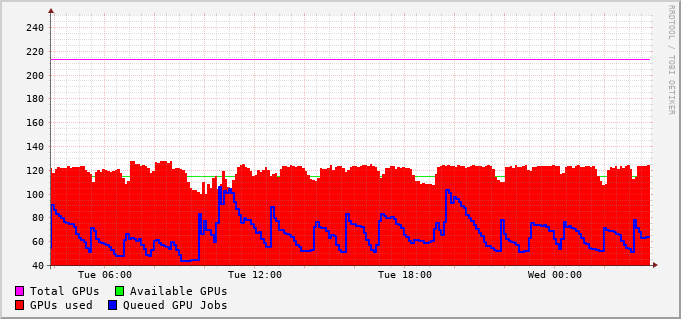 RRDTOOL / TOBI OETIKER
240
220
200
180
160
140
120
100
80
60
40
Tue 06:00 Tue 12:00 Tue 18:00 Wed 00:00
Total GPUs Available GPUs
GPUs used Queued GPU Jobs